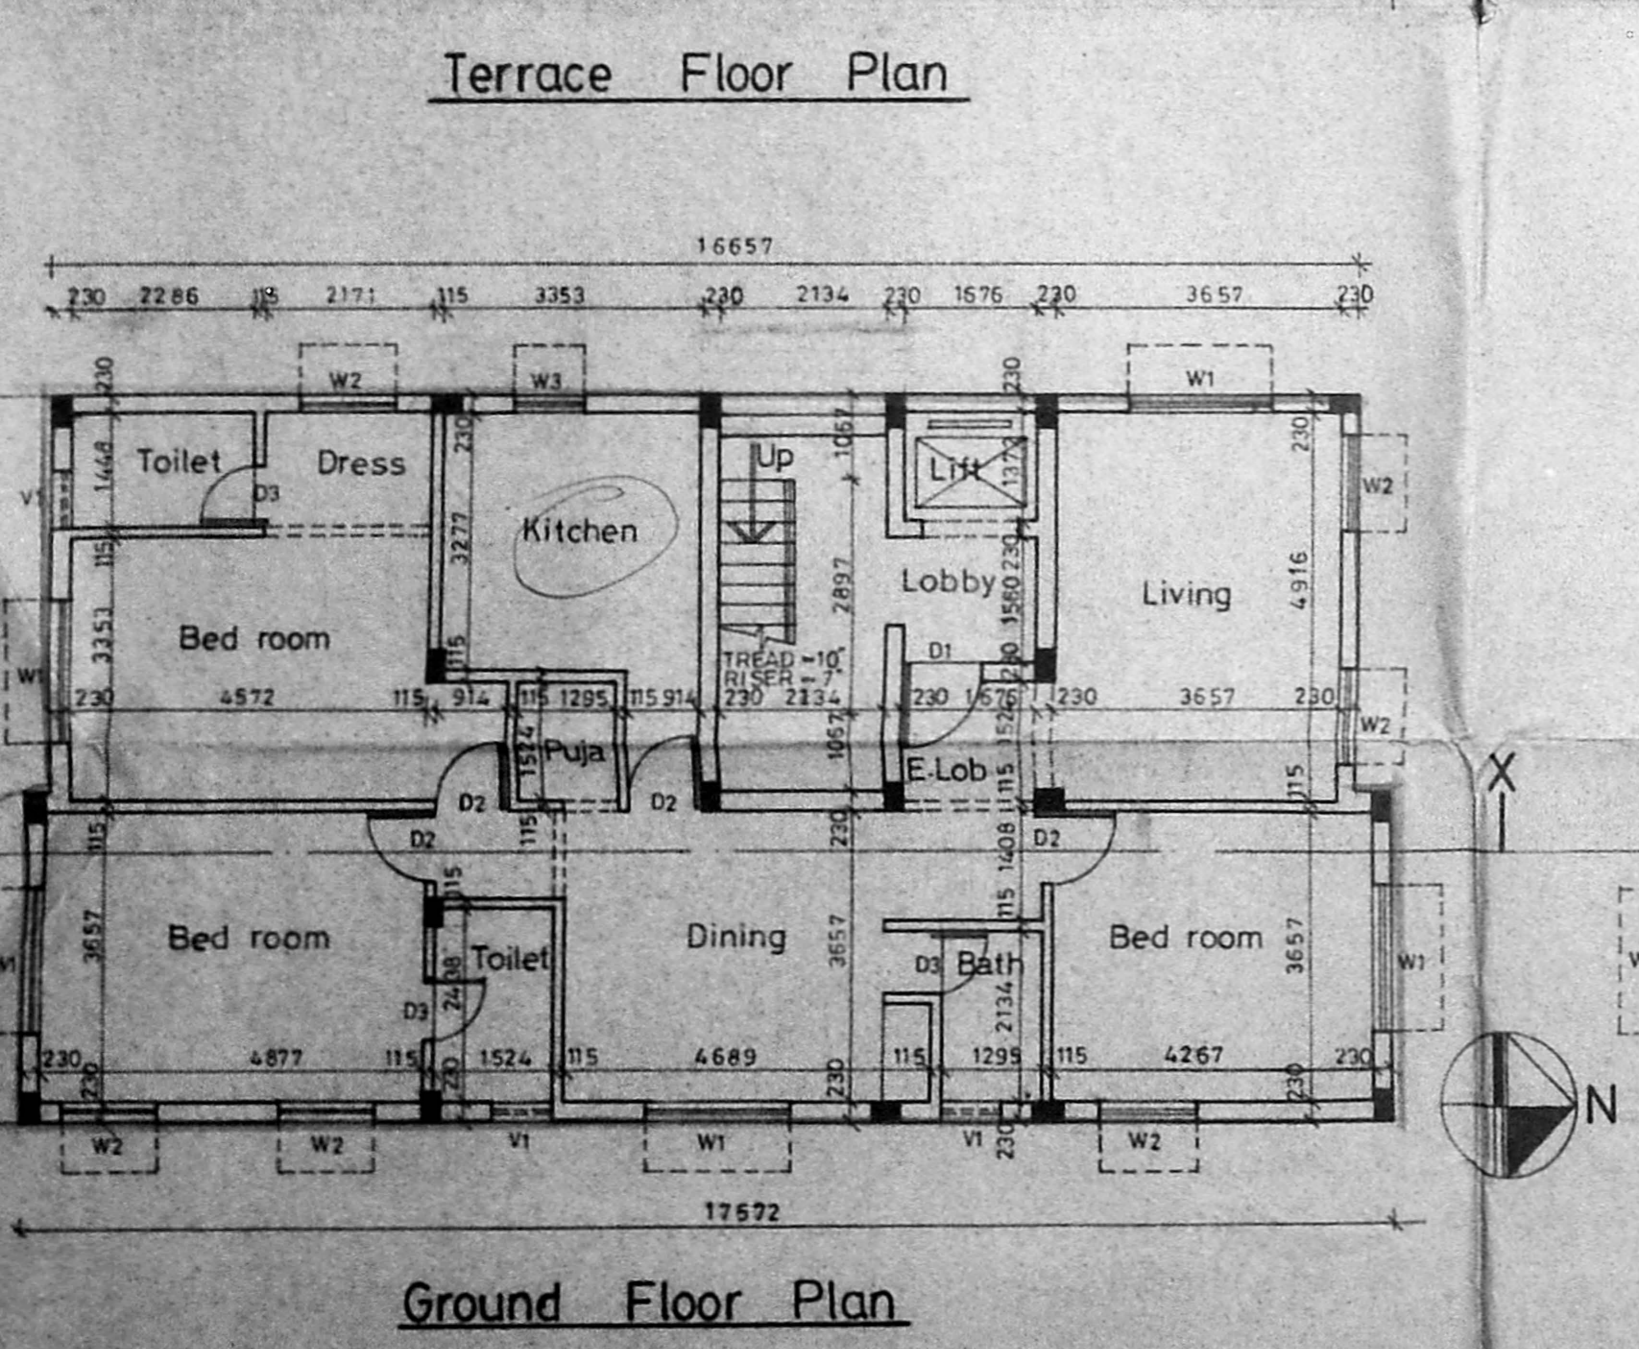 Terrace Floor Plan
16657
230 2286 115 2171 115 3353 230 2134 230 1676 230 3657 230
W2 W3 W1
230 230
1448 230 1067 1372 230
Toilet Dress Up Lift
V1 D3 W2
Kitchen
115 3277 2897 230 4916
Lobby 1560 Living
3353 Bed room
W1 115 D1 230
TREAD = 10"
RISER = 7"
230 4572 115 914 115 1295 115 914 230 2134 230 1676 230 3657 230
W2
1524 Puja 1067 1526
E-Lob 115 115
D2 D2
X
115 D2 115 230 1408 D2
115 115
3657 Bed room Toilet Dining 3657 Bed room 3657
W1 2438 D3 Bath W1
D3 2134
230 4877 115 1524 115 4689 115 1295 115 4267 230
230 230 230 230
N
W2 W2 V1 W1 V1 230 W2
17572
Ground Floor Plan